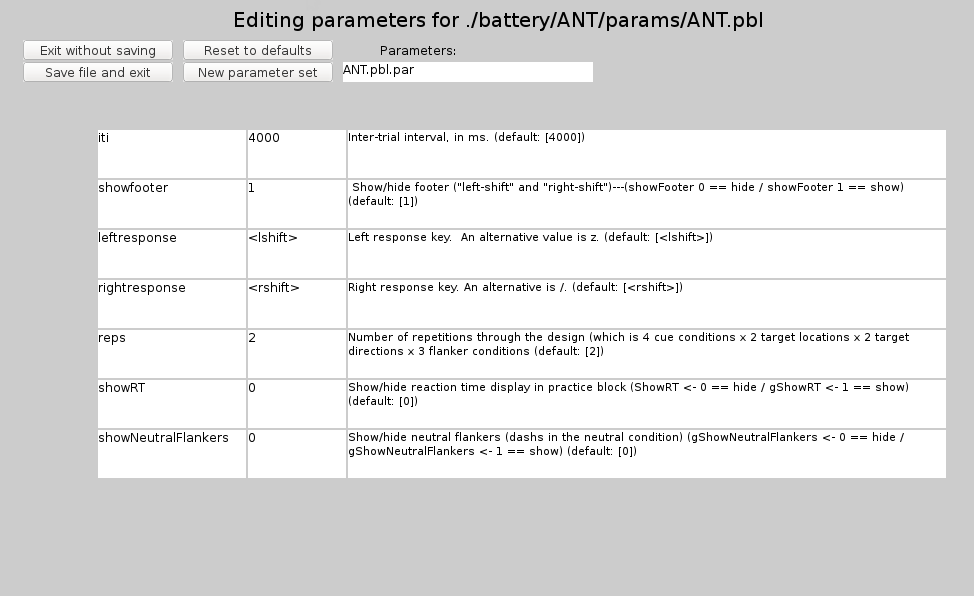 Editing parameters for ./battery/ANT/params/ANT.pbl
Exit without saving
Reset to defaults
Parameters:
Save file and exit
New parameter set
ANT.pbl.par
iti
4000
Inter-trial interval, in ms. (default: [4000])
showfooter
1
Show/hide footer ("left-shift" and "right-shift")---(showFooter 0 == hide / showFooter 1 == show)
(default: [1])
leftresponse
<lshift>
Left response key.  An alternative value is z. (default: [<lshift>])
rightresponse
<rshift>
Right response key. An alternative is /. (default: [<rshift>])
reps
2
Number of repetitions through the design (which is 4 cue conditions x 2 target locations x 2 target
directions x 3 flanker conditions (default: [2])
showRT
0
Show/hide reaction time display in practice block (ShowRT <- 0 == hide / gShowRT <- 1 == show)
(default: [0])
showNeutralFlankers
0
Show/hide neutral flankers (dashs in the neutral condition) (gShowNeutralFlankers <- 0 == hide /
gShowNeutralFlankers <- 1 == show) (default: [0])